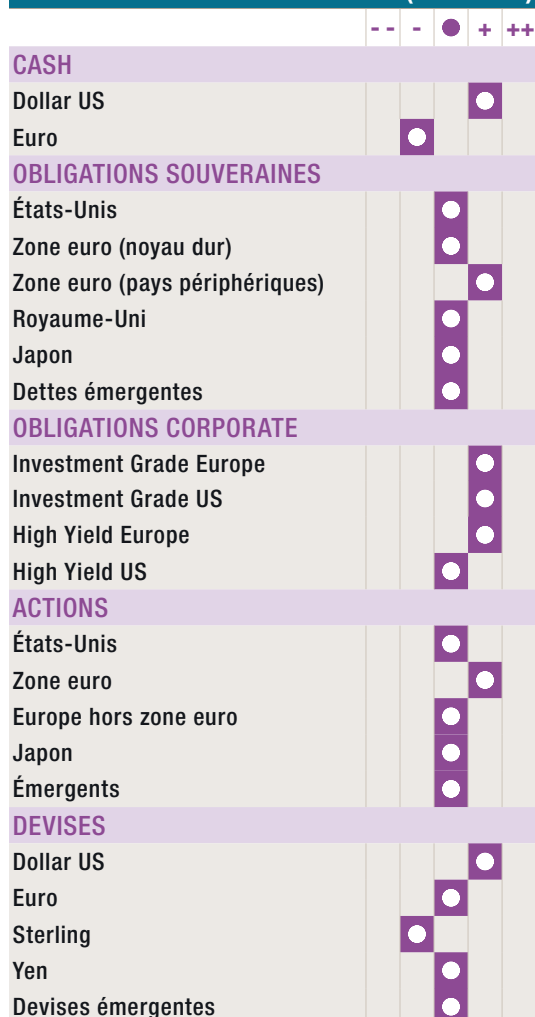 - - - ● + ++
CASH
Dollar US
Euro
OBLIGATIONS SOUVERAINES
États-Unis
Zone euro (noyau dur)
Zone euro (pays périphériques)
Royaume-Uni
Japon
Dettes émergentes
OBLIGATIONS CORPORATE
Investment Grade Europe
Investment Grade US
High Yield Europe
High Yield US
ACTIONS
États-Unis
Zone euro
Europe hors zone euro
Japon
Émergents
DEVISES
Dollar US
Euro
Sterling
Yen
Devises émergentes